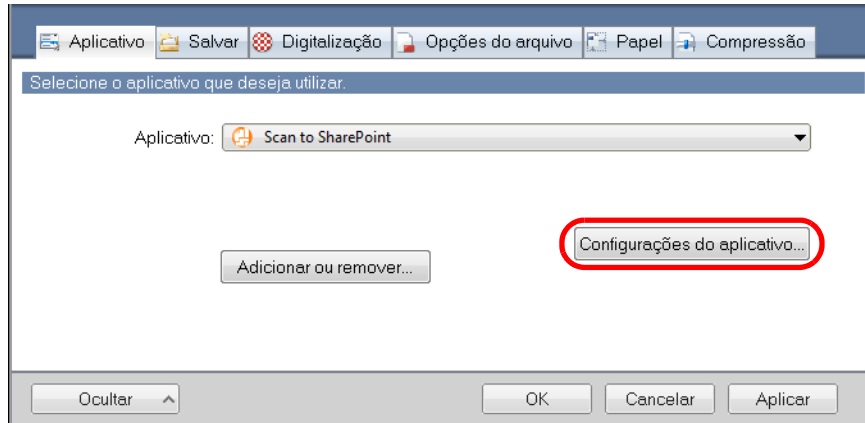 Aplicativo Salvar Digitalização Opções do arquivo Papel Compressão
Selecione o aplicativo que deseja utilizar.
Aplicativo: Scan to SharePoint
Configurações do aplicativo...
Adicionar ou remover...
Ocultar OK Cancelar Aplicar